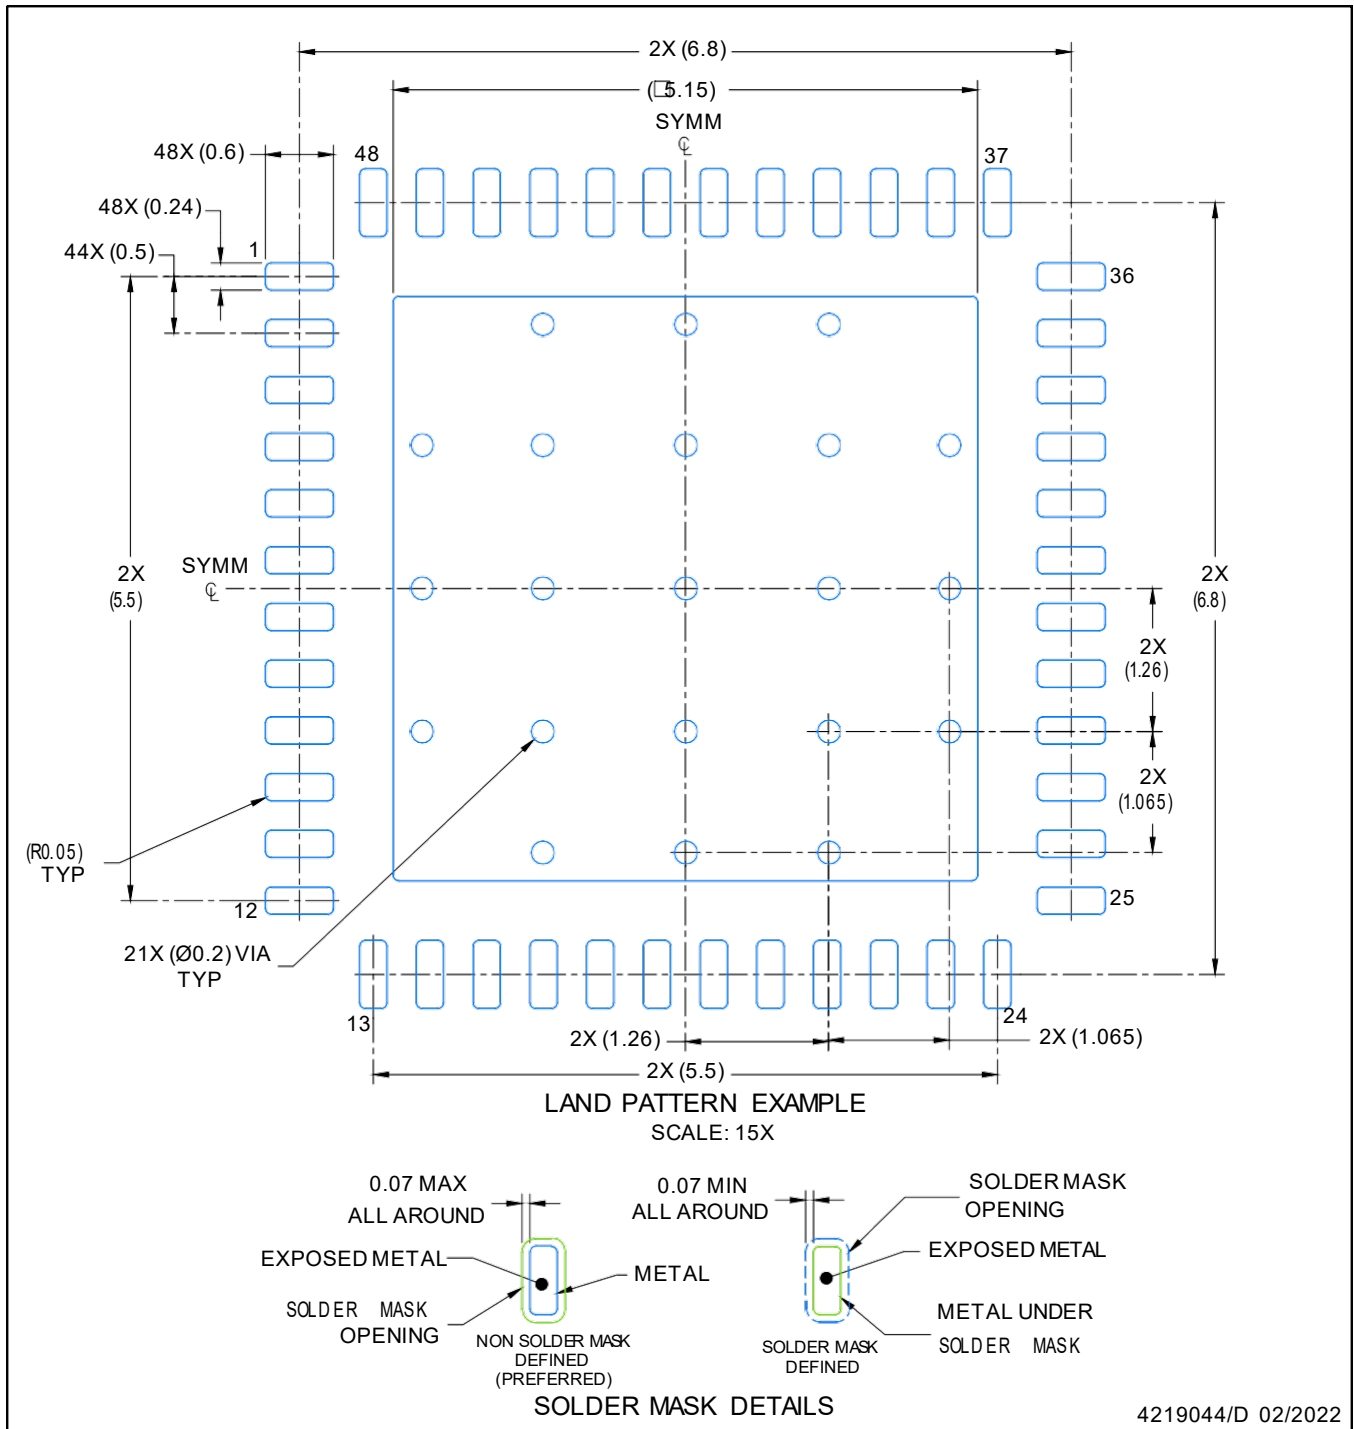 2X (6.8)
(□5.15)
SYMM
℄
48X (0.6)
48
37
48X (0.24)
44X (0.5)
1
36
SYMM
℄
2X
(5.5)
2X
(6.8)
2X
(1.26)
2X
(1.065)
(R0.05)
TYP
12
25
21X (Ø0.2) VIA
TYP
13
24
2X (1.26)
2X (1.065)
2X (5.5)
LAND PATTERN EXAMPLE
SCALE: 15X
0.07 MAX
ALL AROUND
EXPOSED METAL
METAL
SOLDER MASK
OPENING
NON SOLDER MASK
DEFINED
(PREFERRED)
0.07 MIN
ALL AROUND
SOLDER MASK
OPENING
EXPOSED METAL
METAL UNDER
SOLDER MASK
SOLDER MASK
DEFINED
SOLDER MASK DETAILS
4219044/D 02/2022